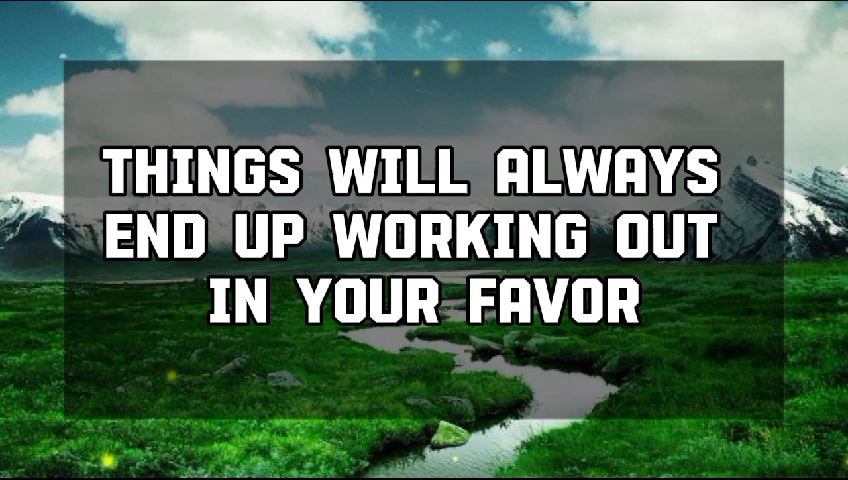 THINGS WILL ALWAYS
END UP WORKING OUT
IN YOUR FAVOR